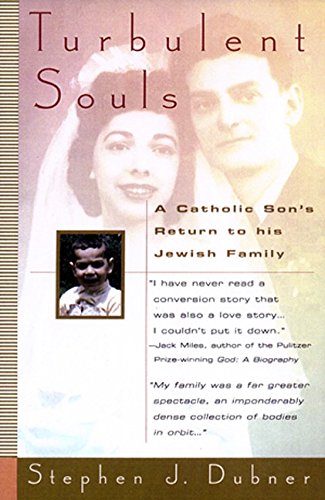 Turbulent
Souls
A Catholic Son's
Return to his
Jewish Family
"I have never read a
conversion story that
was also a love story...
I couldn't put it down."
—Jack Miles, author of the Pulitzer
Prize-winning God: A Biography
"My family was a far greater
spectacle, an imponderably
dense collection of bodies
in orbit..."
Stephen J. Dubner